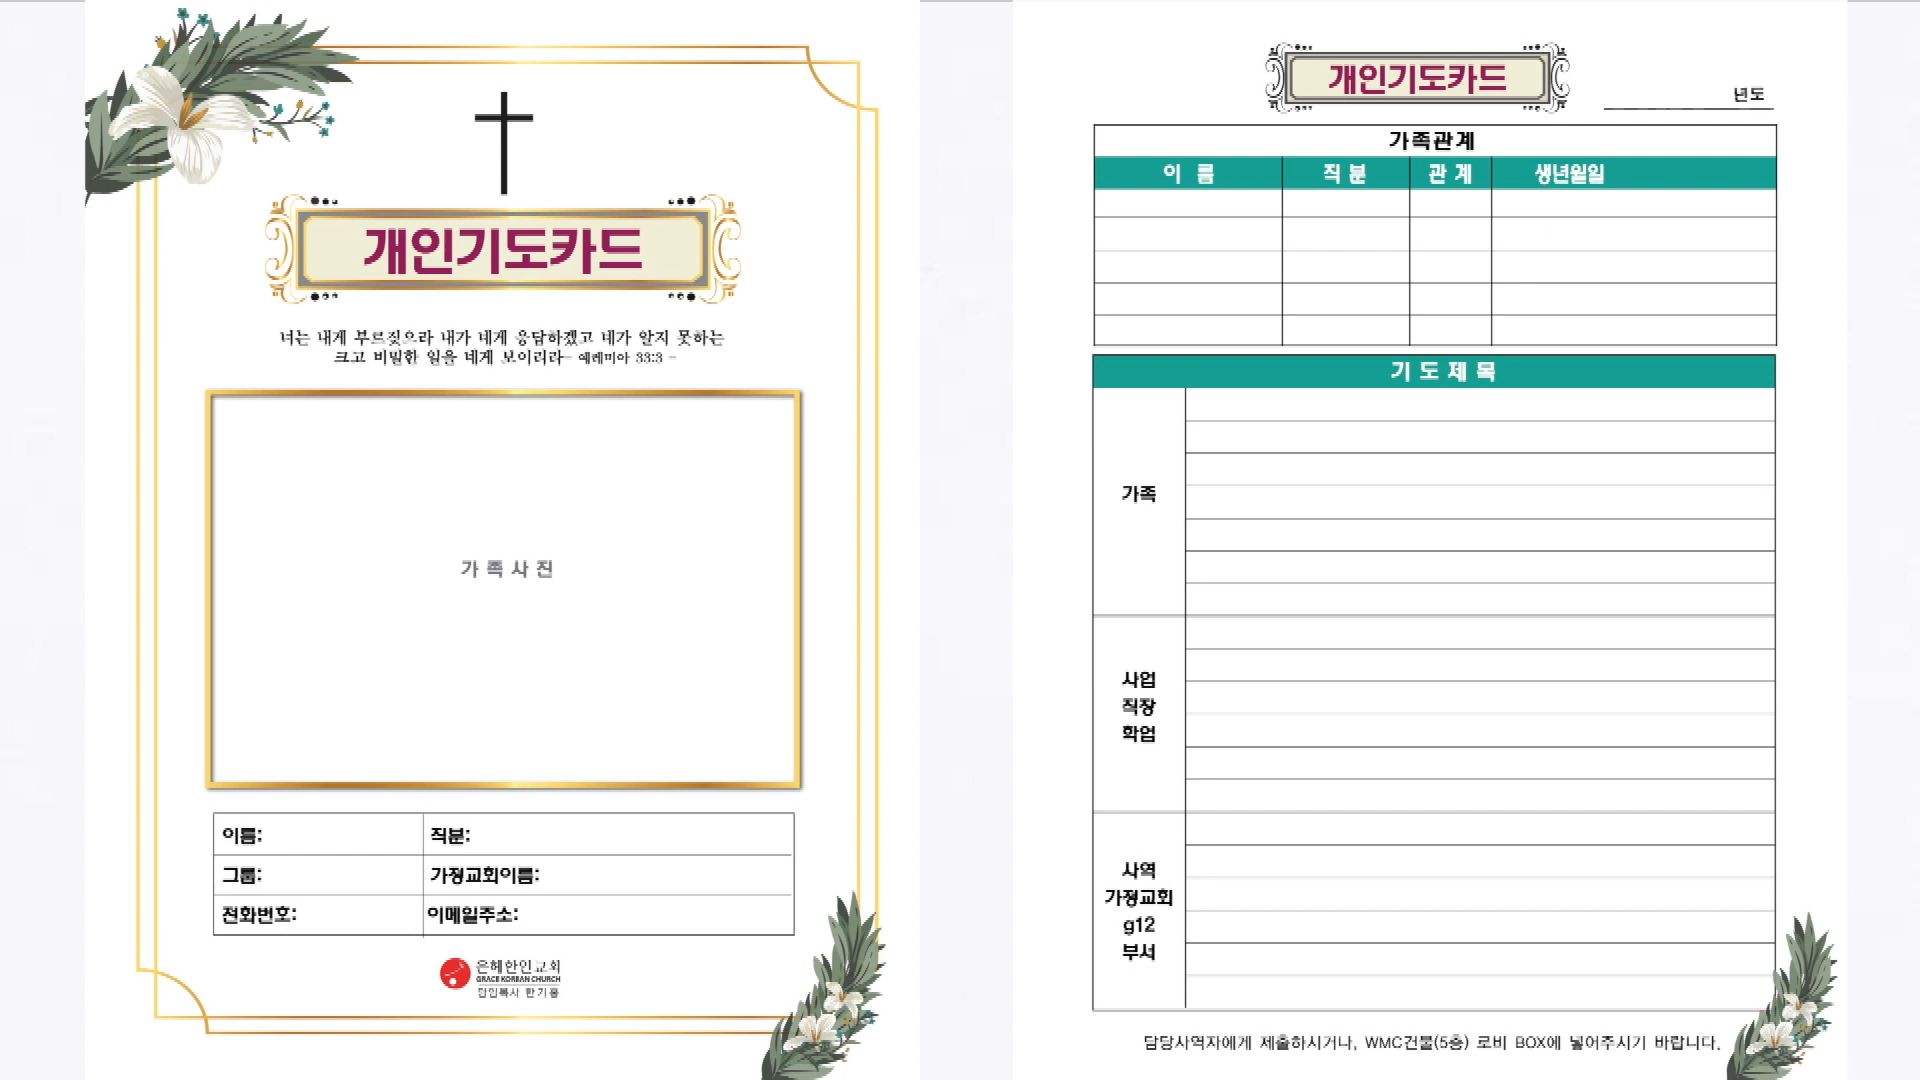 개인기도카드
너는 내게 부르짖으라 내가 네게 응답하겠고 네가 알지 못하는
크고 비밀한 일을 네게 보이리라- 예레미야 33:3 -
가족사진
이름:
직분:
그룹:
가정교회이름:
전화번호:
이메일주소:
은혜한인교회
GRACE KOREAN CHURCH
담임목사 한기홍
개인기도카드
년도
가족관계
이 름 직 분 관 계 생년월일
기 도 제 목
가족
사업
직장
학업
사역
가정교회
g12
부서
담당사역자에게 제출하시거나, WMC건물(5층) 로비 BOX에 넣어주시기 바랍니다.